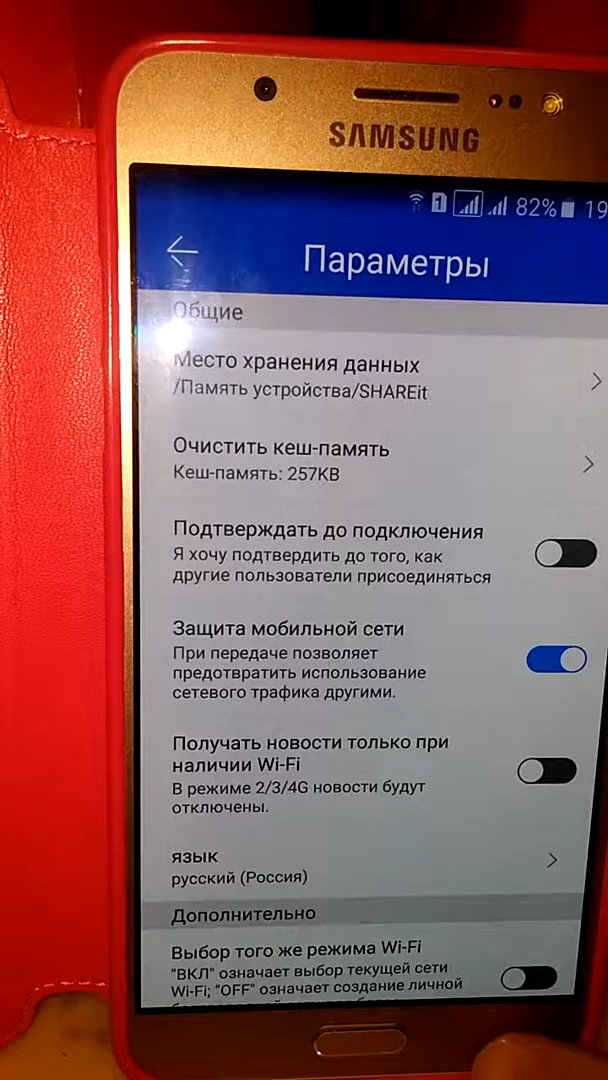 SAMSUNG
1 82% 19
Параметры
Общие
Место хранения данных
/Память устройства/SHAREit
Очистить кеш-память
Кеш-память: 257KB
Подтверждать до подключения
Я хочу подтвердить до того, как
другие пользователи присоединяться
Защита мобильной сети
При передаче позволяет
предотвратить использование
сетевого трафика другими.
Получать новости только при
наличии Wi-Fi
В режиме 2/3/4G новости будут
отключены.
язык
русский (Россия)
Дополнительно
Выбор того же режима Wi-Fi
"ВКЛ" означает выбор текущей сети
Wi-Fi; "OFF" означает создание личной